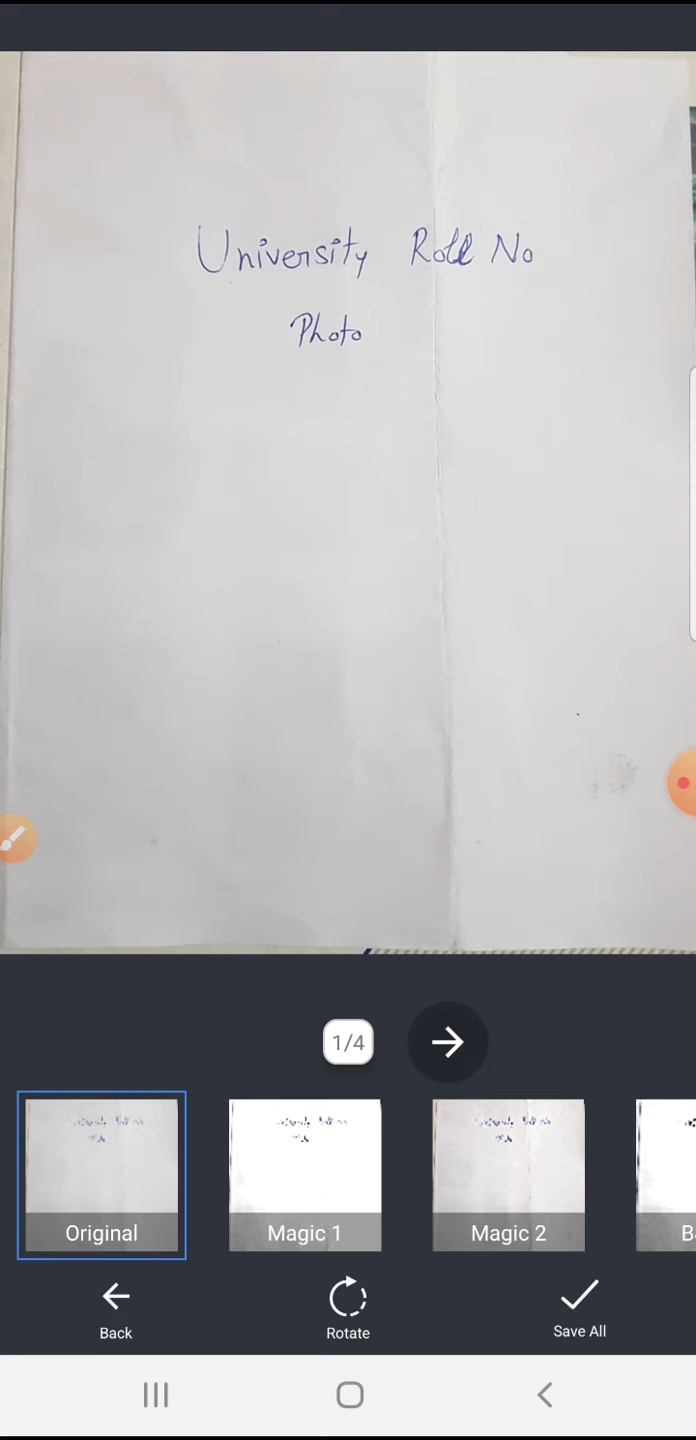 University Roll No
Photo
1/4
Original
Magic 1
Magic 2
Back
Rotate
Save All